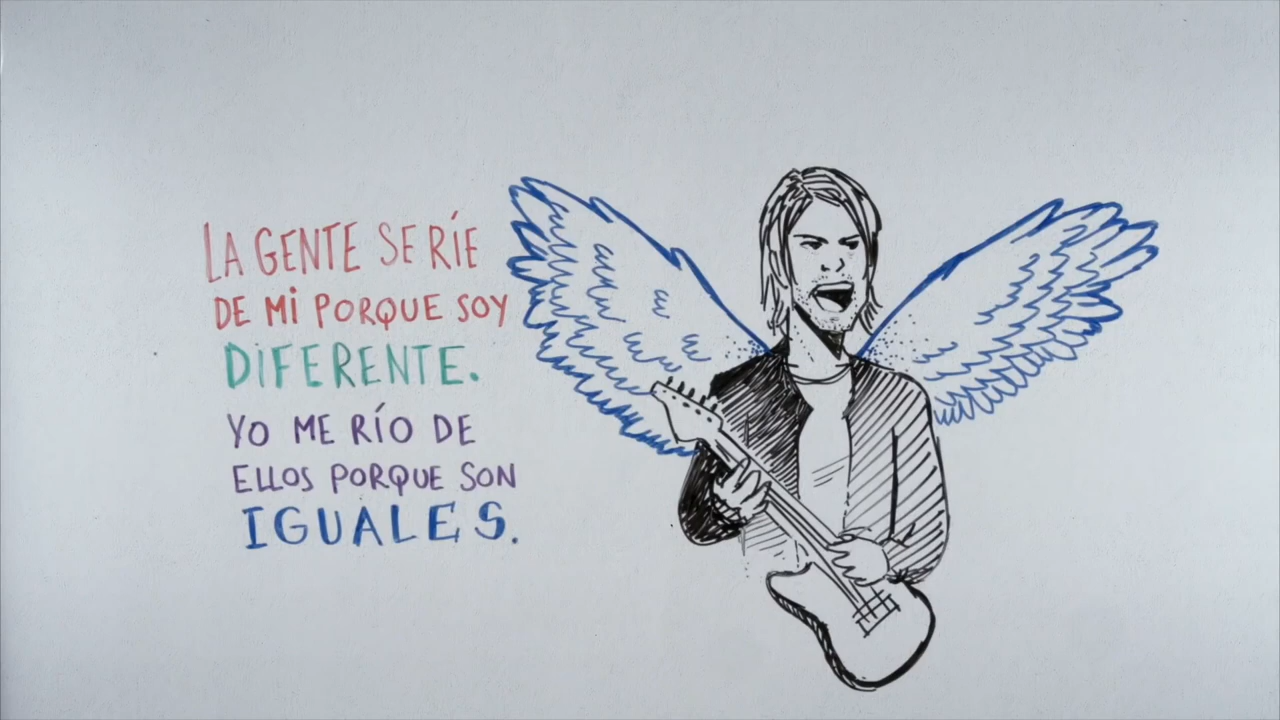 LA GENTE SE RÍE
DE Mi PORQUE SOY
DiFERENTE.
YO ME RÍO DE
ELLOS PORQUE SON
IGUALES.